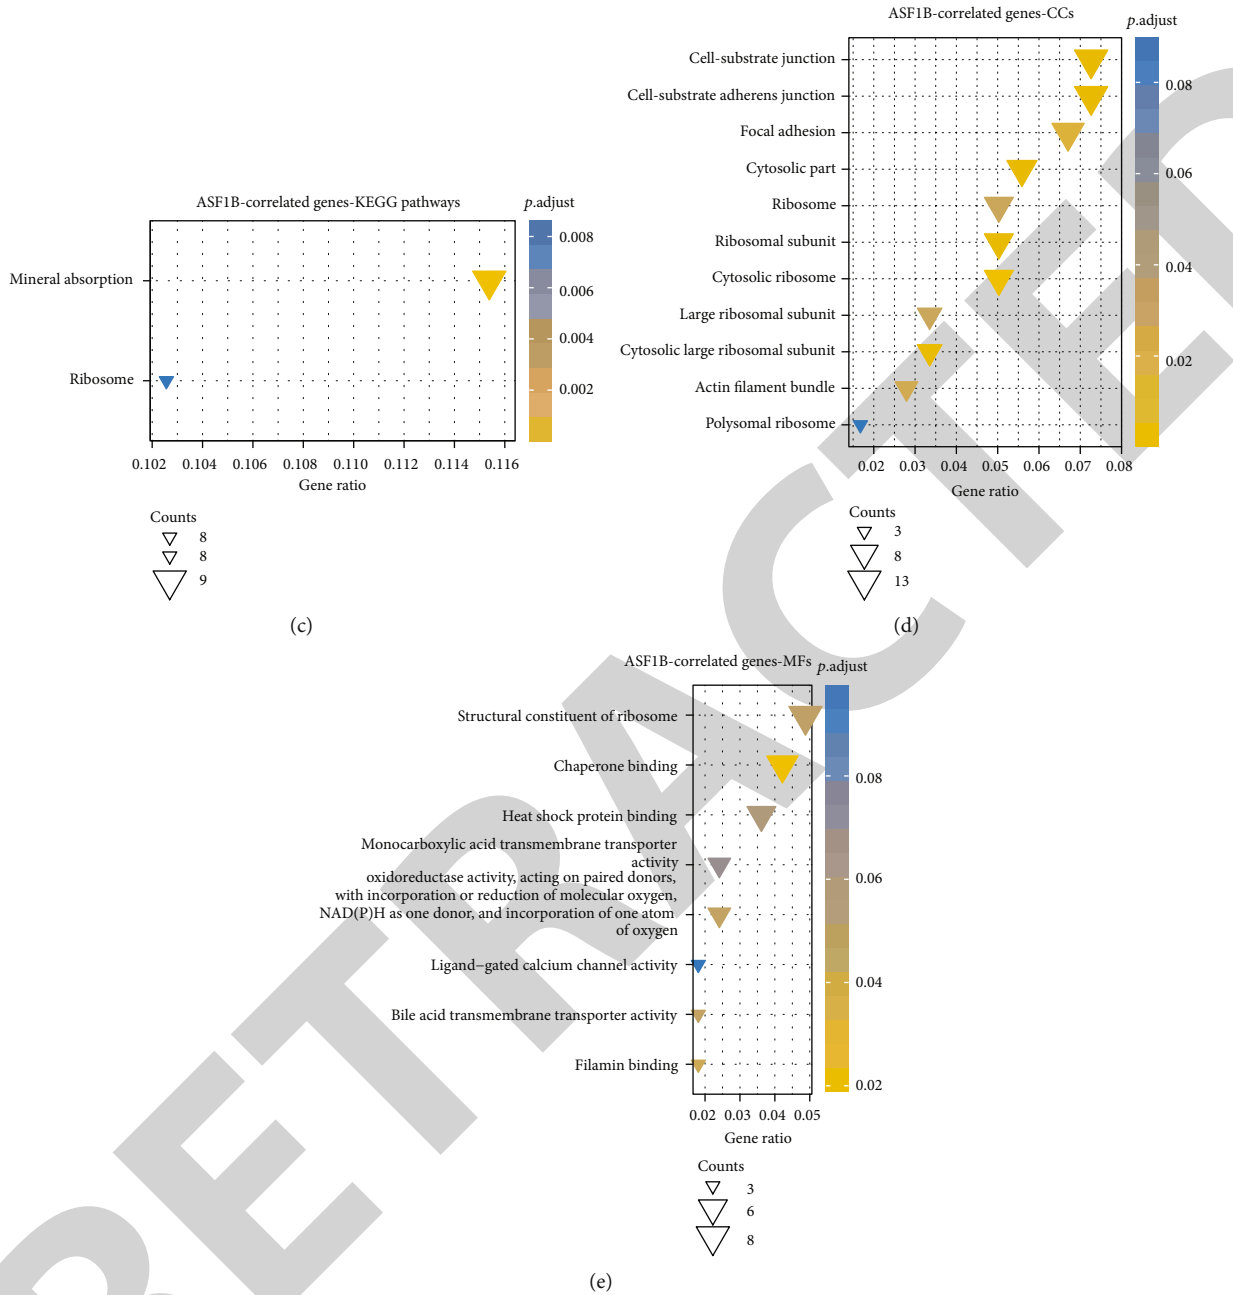 ASF1B-correlated genes-KEGG pathways
p.adjust
Mineral absorption
Ribosome
0.008
0.006
0.004
0.002
0.102 0.104 0.106 0.108 0.110 0.112 0.114 0.116
Gene ratio
Counts
8
8
9
(c)
ASF1B-correlated genes-CCs
p.adjust
Cell-substrate junction
Cell-substrate adherens junction
Focal adhesion
Cytosolic part
Ribosome
Ribosomal subunit
Cytosolic ribosome
Large ribosomal subunit
Cytosolic large ribosomal subunit
Actin filament bundle
Polysomal ribosome
0.08
0.06
0.04
0.02
0.02 0.03 0.04 0.05 0.06 0.07 0.08
Gene ratio
Counts
3
8
13
(d)
ASF1B-correlated genes-MFs
p.adjust
Structural constituent of ribosome
Chaperone binding
Heat shock protein binding
Monocarboxylic acid transmembrane transporter
activity
oxidoreductase activity, acting on paired donors,
with incorporation or reduction of molecular oxygen,
NAD(P)H as one donor, and incorporation of one atom
of oxygen
Ligand−gated calcium channel activity
Bile acid transmembrane transporter activity
Filamin binding
0.08
0.06
0.04
0.02
0.02 0.03 0.04 0.05
Gene ratio
Counts
3
6
8
(e)
RETRACTED